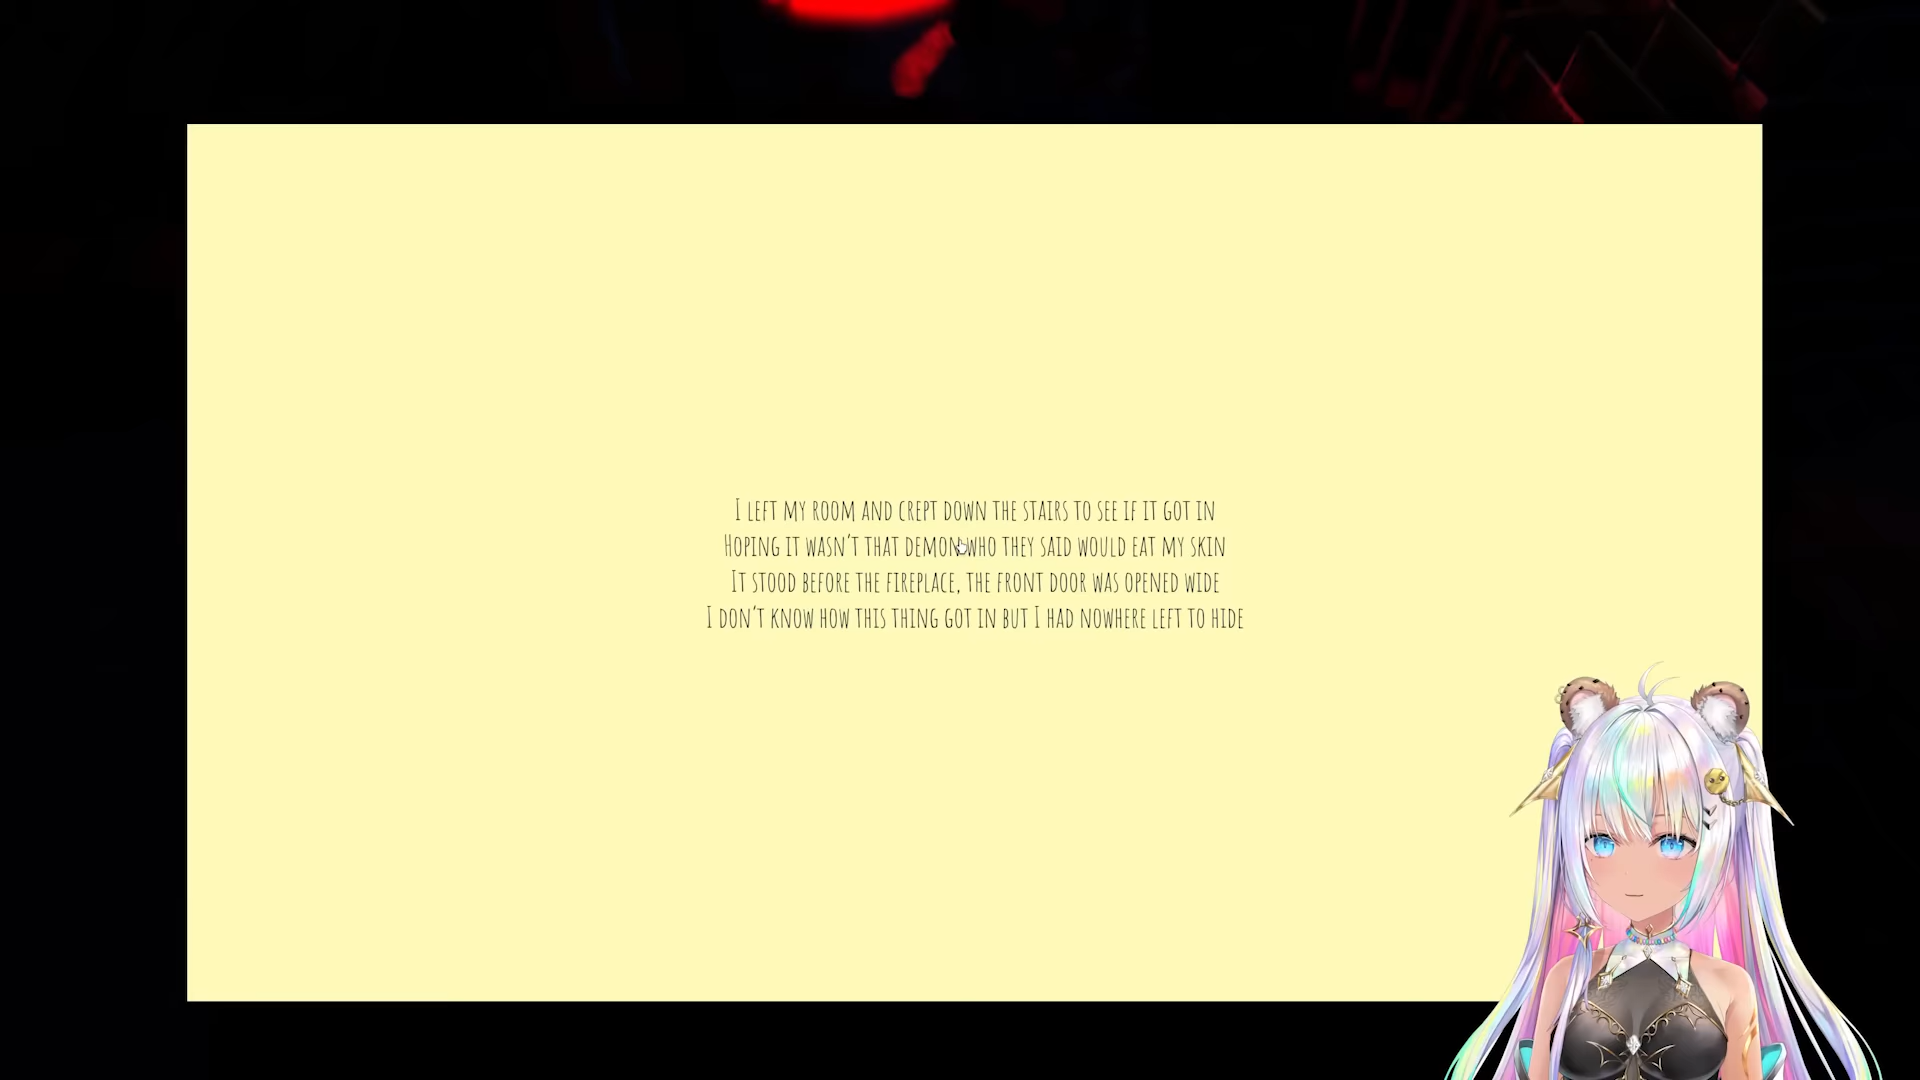 I left my room and crept down the stairs to see if it got in
Hoping it wasn't that demon who they said would eat my skin
It stood before the fireplace, the front door was opened wide
I don't know how this thing got in but I had nowhere left to hide